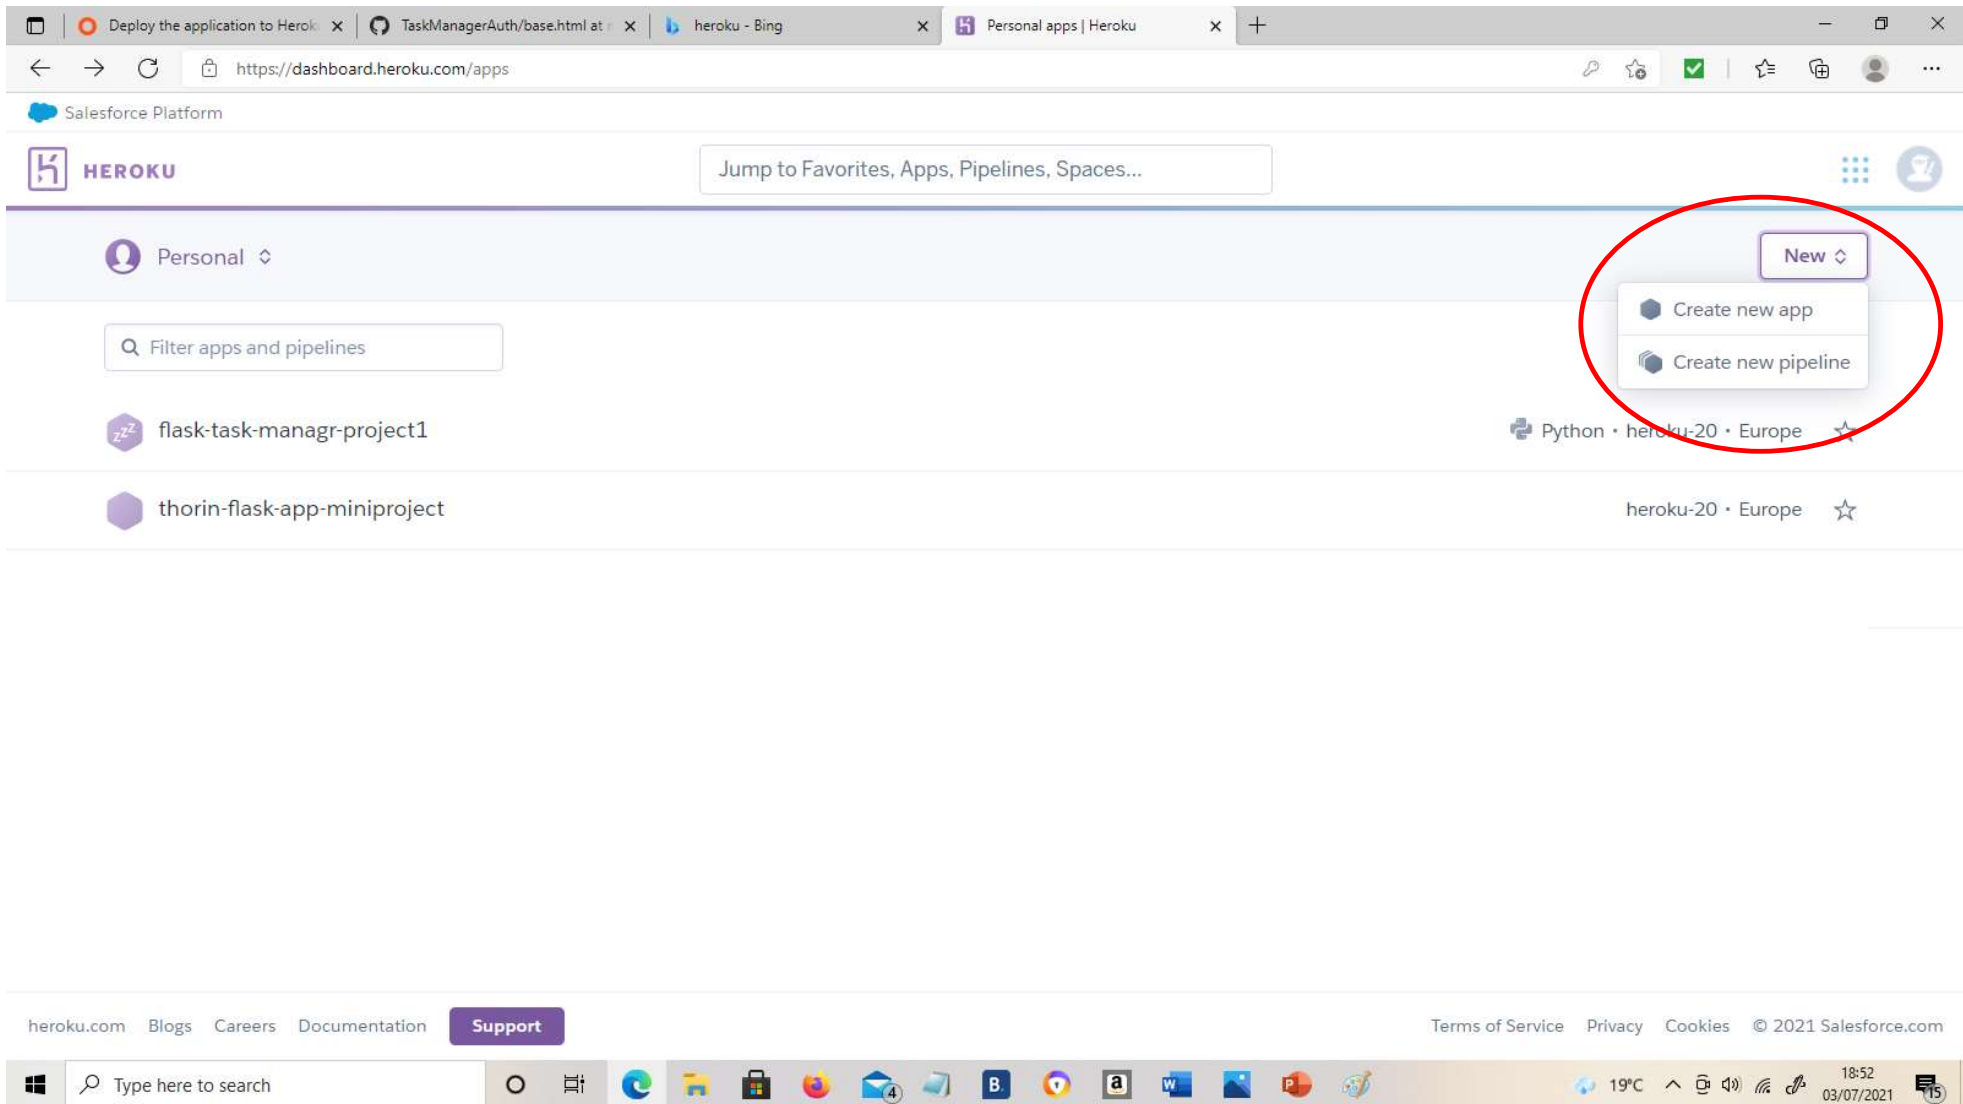 Deploy the application to Herok
TaskManagerAuth/base.html at
heroku - Bing
Personal apps | Heroku
https://dashboard.heroku.com/apps
Salesforce Platform
HEROKU
Jump to Favorites, Apps, Pipelines, Spaces...
Personal
New
Create new app
Filter apps and pipelines
Create new pipeline
zzz
flask-task-managr-project1
Python • heroku-20 • Europe
thorin-flask-app-miniproject
heroku-20 • Europe
heroku.com Blogs Careers Documentation Support
Terms of Service Privacy Cookies © 2021 Salesforce.com
Type here to search
4
B.
a
W
P
19°C
18:52
03/07/2021
15